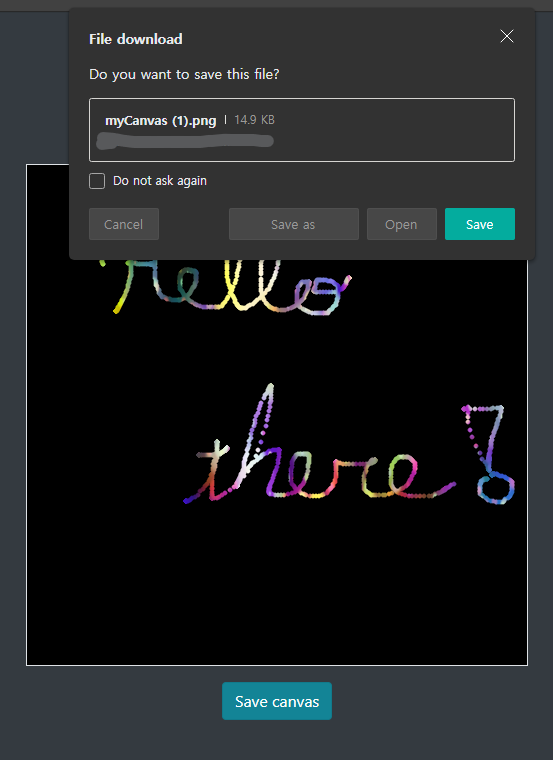 File download
Do you want to save this file?
myCanvas (1).png | 14.9 KB
Do not ask again
Cancel
Save as
Open
Save
Hello
there!
Save canvas